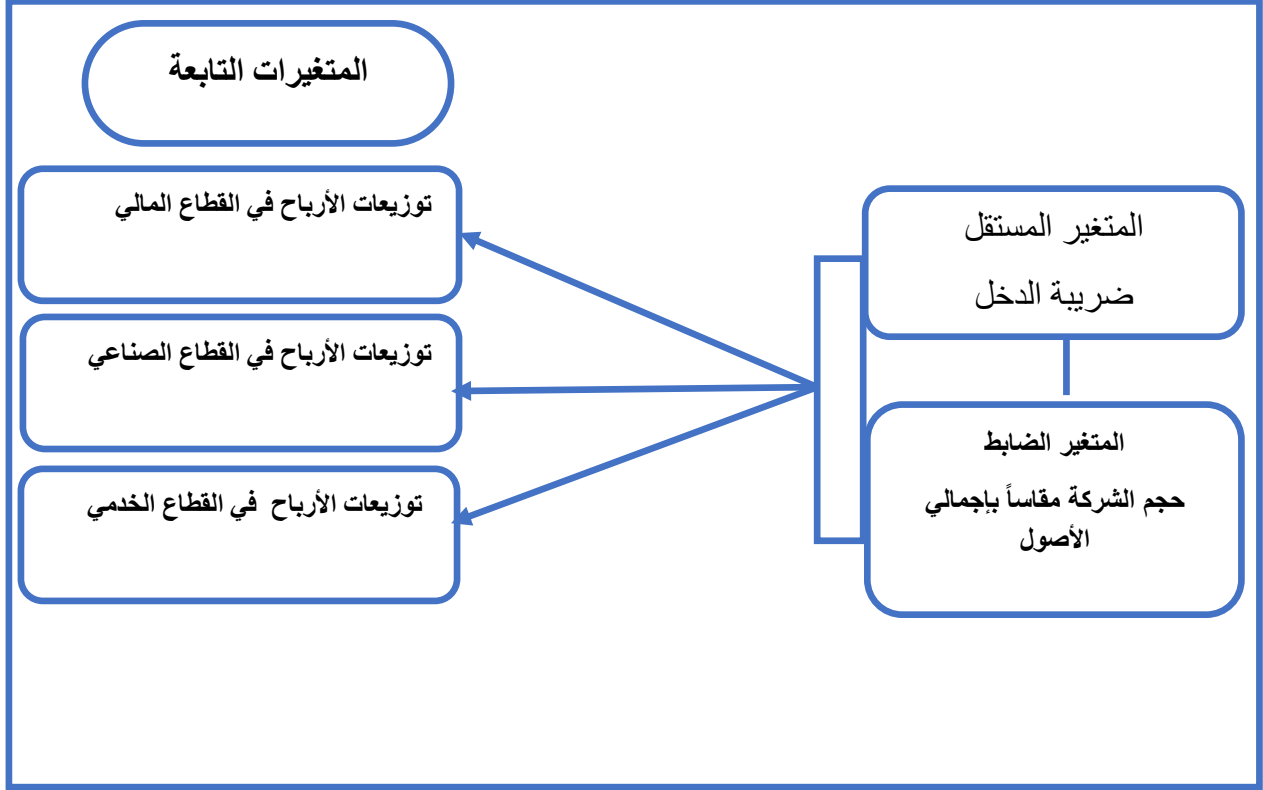 المتغيرات التابعة
المتغير المستقل
ضريبة الدخل
المتغير الضابط
حجم الشركة مقاساً بإجمالي
الأصول
توزيعات الأرباح في القطاع المالي
توزيعات الأرباح في القطاع الصناعي
توزيعات الأرباح في القطاع الخدمي